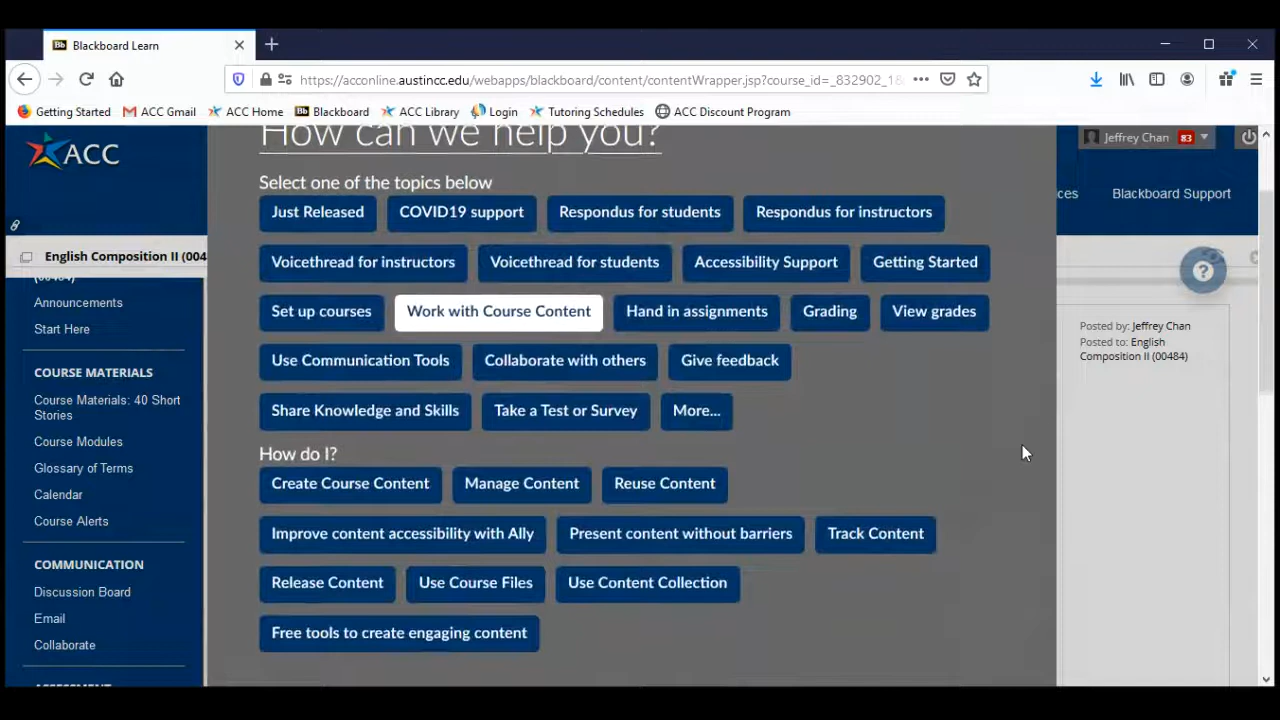 Blackboard Learn
https://acconline.austincc.edu/webapps/blackboard/content/contentWrapper.jsp?course_id=_832902_1&
Getting Started ACC Gmail ACC Home Blackboard ACC Library Login Tutoring Schedules ACC Discount Program
ACC
Jeffrey Chan 83
Blackboard Support
How can we help you?
Select one of the topics below
Just Released COVID19 support Respondus for students Respondus for instructors
Voicethread for instructors Voicethread for students Accessibility Support Getting Started
Set up courses Work with Course Content Hand in assignments Grading View grades
Use Communication Tools Collaborate with others Give feedback
Share Knowledge and Skills Take a Test or Survey More...
How do I?
Create Course Content Manage Content Reuse Content
Improve content accessibility with Ally Present content without barriers Track Content
Release Content Use Course Files Use Content Collection
Free tools to create engaging content
English Composition II (004
(00484)
Announcements
Start Here
COURSE MATERIALS
Course Materials: 40 Short
Stories
Course Modules
Glossary of Terms
Calendar
Course Alerts
COMMUNICATION
Discussion Board
Email
Collaborate
ASSESSMENT
?
Posted by: Jeffrey Chan
Posted to: English
Composition II (00484)